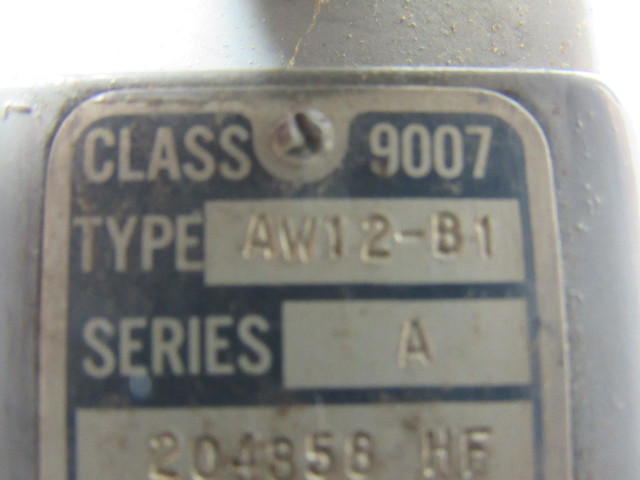 CLASS 9007
TYPE AW12-B1
SERIES A
204858 HF